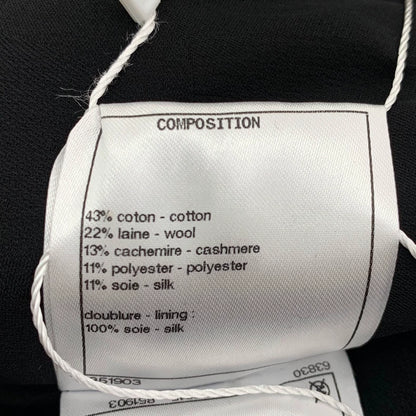 COMPOSITION
43% coton - cotton
22% laine - wool
13% cachemire - cashmere
11% polyester - polyester
11% soie - silk
doublure - lining :
100% soie - silk
63830